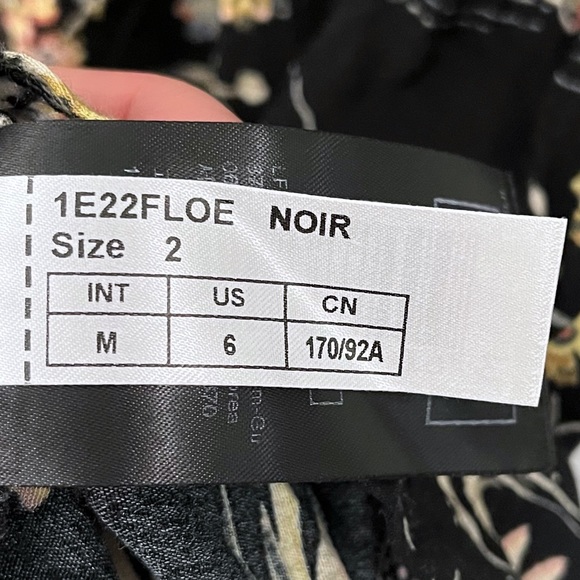 1E22FLOE NOIR
Size 2
INT US CN
M 6 170/92A